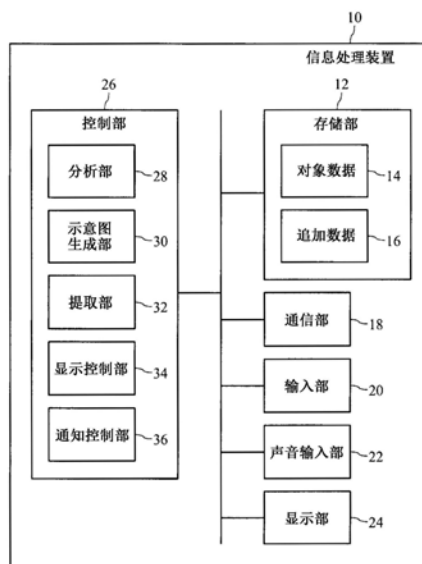 10
信息处理装置
26
控制部
分析部
28
示意图
生成部
30
提取部
32
显示控制部
34
通知控制部
36
12
存储部
对象数据
14
追加数据
16
通信部
18
输入部
20
声音输入部
22
显示部
24